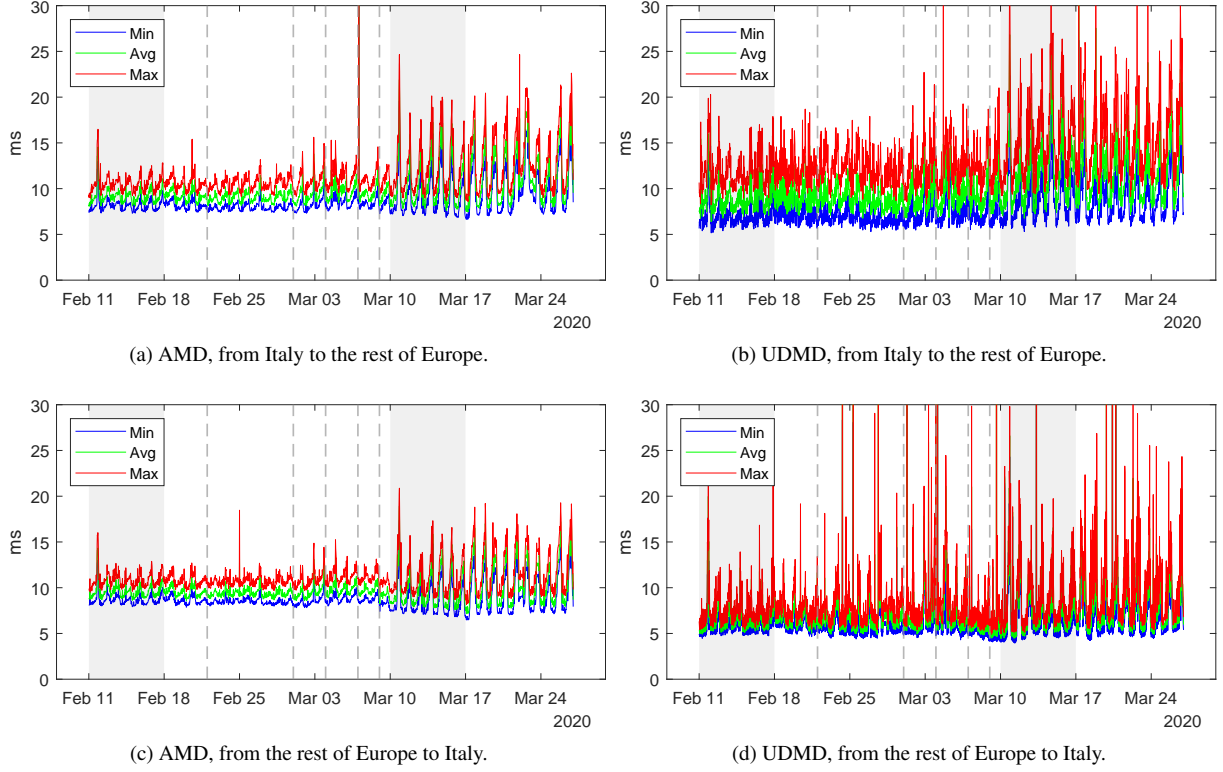 30
25
20
15
10
5
0
ms
Min
Avg
Max
Feb 11 Feb 18 Feb 25 Mar 03 Mar 10 Mar 17 Mar 24
2020
(a) AMD, from Italy to the rest of Europe.
30
25
20
15
10
5
0
ms
Min
Avg
Max
Feb 11 Feb 18 Feb 25 Mar 03 Mar 10 Mar 17 Mar 24
2020
(b) UDMD, from Italy to the rest of Europe.
30
25
20
15
10
5
0
ms
Min
Avg
Max
Feb 11 Feb 18 Feb 25 Mar 03 Mar 10 Mar 17 Mar 24
2020
(c) AMD, from the rest of Europe to Italy.
30
25
20
15
10
5
0
ms
Min
Avg
Max
Feb 11 Feb 18 Feb 25 Mar 03 Mar 10 Mar 17 Mar 24
2020
(d) UDMD, from the rest of Europe to Italy.